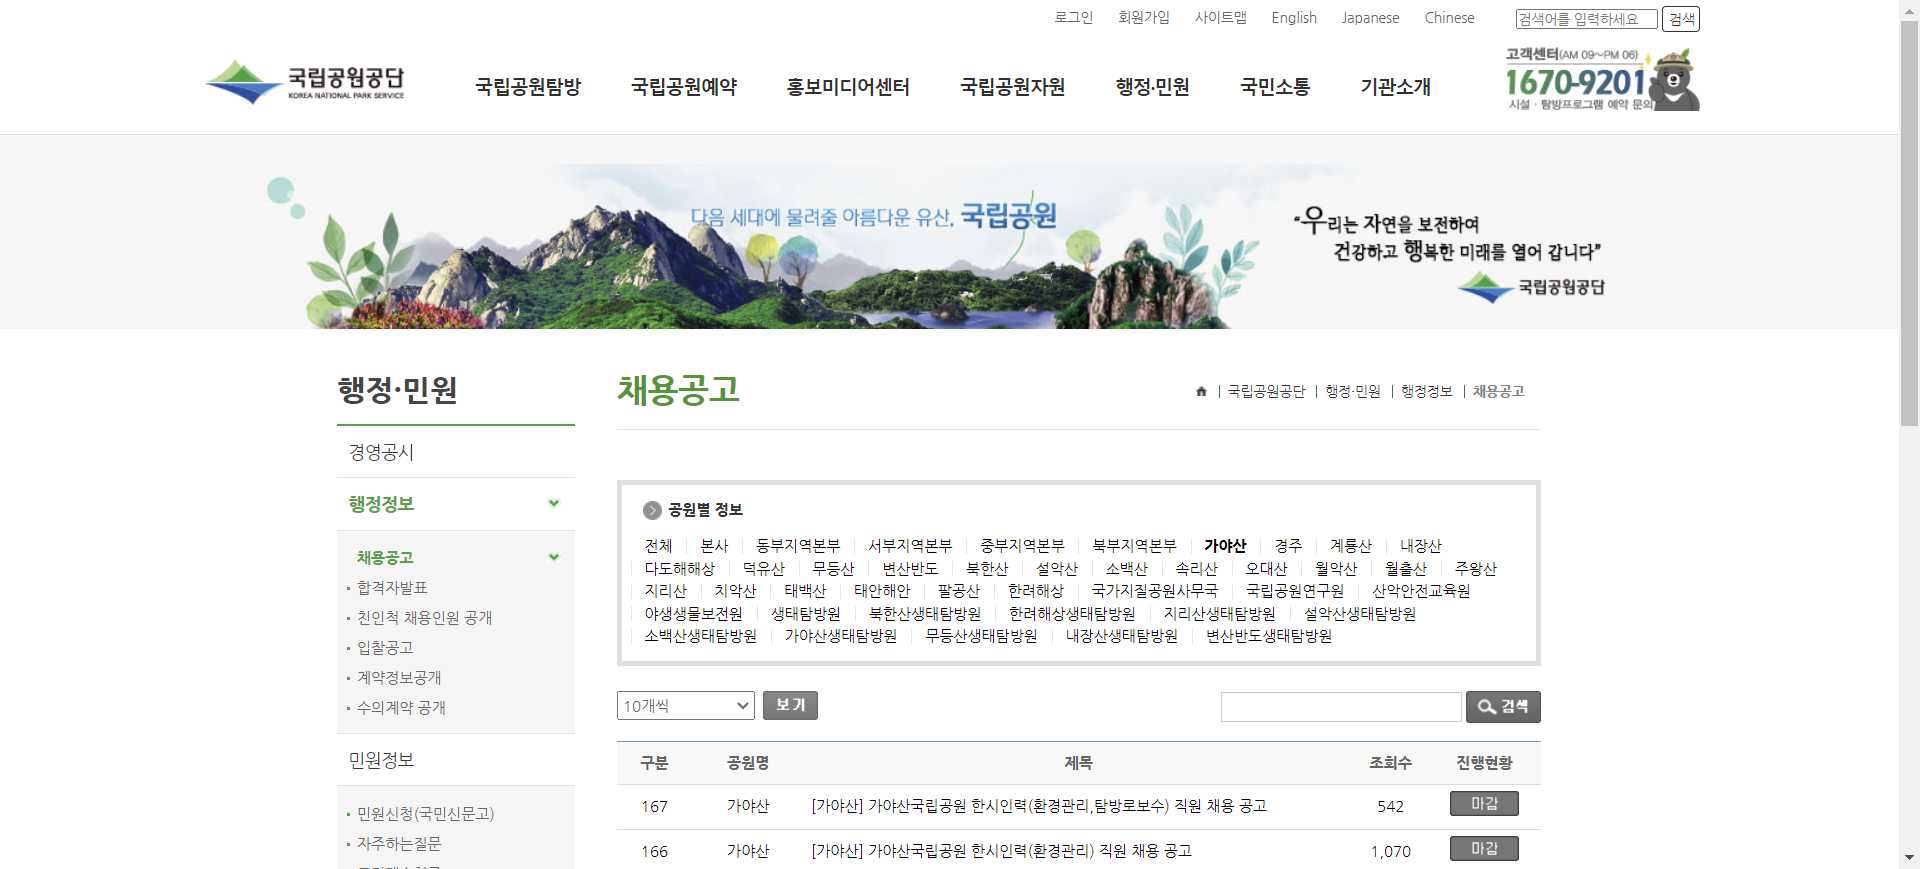 로그인 회원가입 사이트맵 English Japanese Chinese 검색어를 입력하세요 검색
국립공원공단
KOREA NATIONAL PARK SERVICE
국립공원탐방 국립공원예약 홍보미디어센터 국립공원자원 행정·민원 국민소통 기관소개
고객센터(AM 09~PM 06)
1670-9201
시설 · 탐방프로그램 예약 문의
다음 세대에 물려줄 아름다운 유산, 국립공원
“우리는 자연을 보전하여
건강하고 행복한 미래를 열어 갑니다”
국립공원공단
행정·민원
경영공시
행정정보
채용공고
합격자발표
친인척 채용인원 공개
입찰공고
계약정보공개
수의계약 공개
민원정보
민원신청(국민신문고)
자주하는질문
채용공고
국립공원공단 | 행정·민원 | 행정정보 | 채용공고
공원별 정보
전체 본사 동부지역본부 서부지역본부 중부지역본부 북부지역본부 가야산 경주 계룡산 내장산
다도해해상 덕유산 무등산 변산반도 북한산 설악산 소백산 속리산 오대산 월악산 월출산 주왕산
지리산 치악산 태백산 태안해안 팔공산 한려해상 국가지질공원사무국 국립공원연구원 산악안전교육원
야생생물보전원 생태탐방원 북한산생태탐방원 한려해상생태탐방원 지리산생태탐방원 설악산생태탐방원
소백산생태탐방원 가야산생태탐방원 무등산생태탐방원 내장산생태탐방원 변산반도생태탐방원
10개씩 보기 검색
구분 공원명 제목 조회수 진행현황
167 가야산 [가야산] 가야산국립공원 한시인력(환경관리,탐방로보수) 직원 채용 공고 542 마감
166 가야산 [가야산] 가야산국립공원 한시인력(환경관리) 직원 채용 공고 1,070 마감